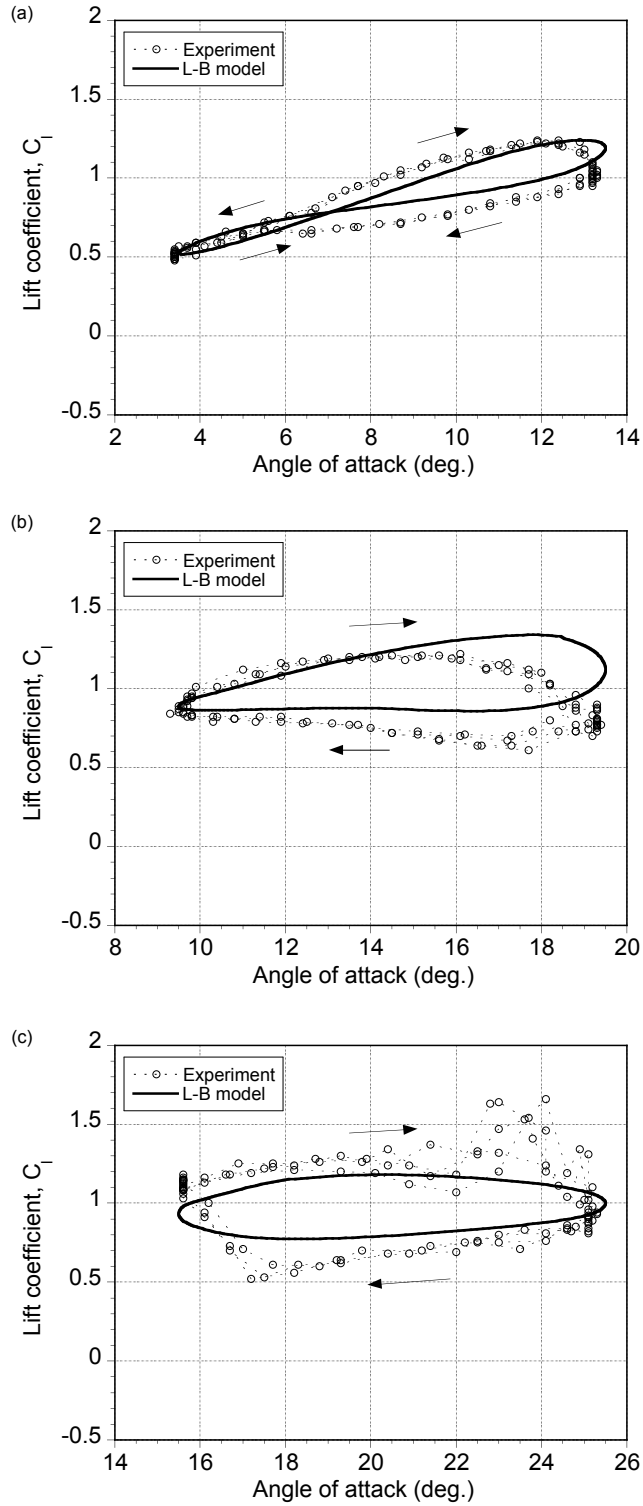 (a)
2
Experiment
L-B model
1.5
1
0.5
0
-0.5
Lift coefficient, C_l
2 4 6 8 10 12 14
Angle of attack (deg.)
(b)
2
Experiment
L-B model
1.5
1
0.5
0
-0.5
Lift coefficient, C_l
8 10 12 14 16 18 20
Angle of attack (deg.)
(c)
2
Experiment
L-B model
1.5
1
0.5
0
-0.5
Lift coefficient, C_l
14 16 18 20 22 24 26
Angle of attack (deg.)